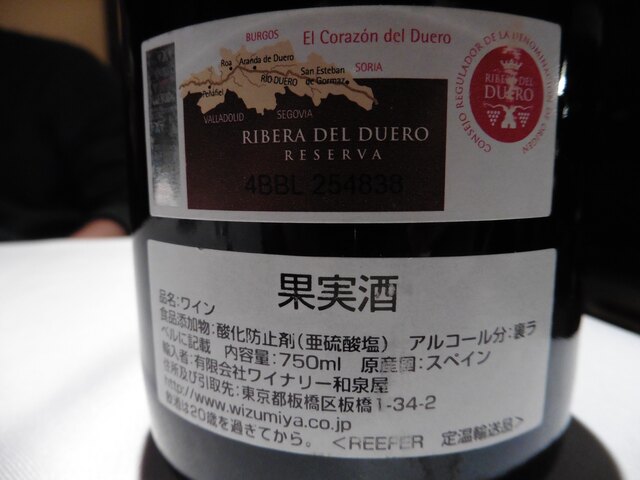 BURGOS
El Corazón del Duero
Roa
Aranda de Duero
San Esteban
de Gormaz
SORIA
RÍO DUERO
Peñafiel
VALLADOLID
SEGOVIA
RIBERA DEL DUERO
RESERVA
4BBL 254838
CONSEJO REGULADOR DE LA DENOMINACIÓN DE ORIGEN
RIBERA DEL
DUERO
果実酒
品名:ワイン
食品添加物:酸化防止剤(亜硫酸塩) アルコール分:裏ラ
ベルに記載 内容量:750ml 原産国:スペイン
輸入者:有限会社ワイナリー和泉屋
住所及び引取先:東京都板橋区板橋1-34-2
http://www.wizumiya.co.jp
飲酒は20歳を過ぎてから。 <REEFER 定温輸送品>